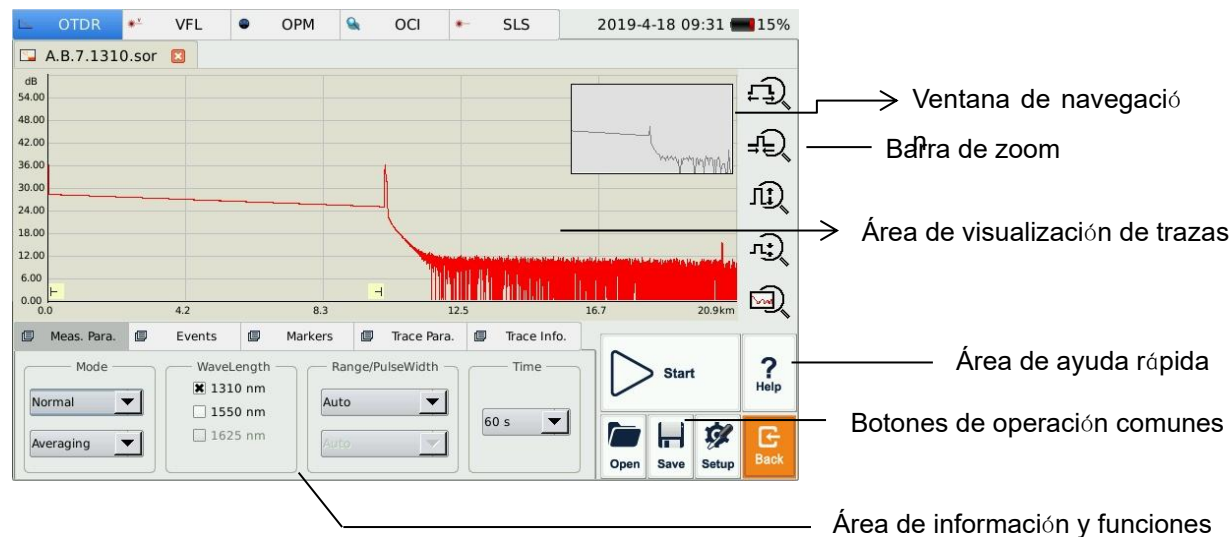 OTDR VFL OPM OCI SLS 2019-4-18 09:31 15%
A.B.7.1310.sor
dB
54.00
48.00
42.00
36.00
30.00
24.00
18.00
12.00
6.00
0.00
0.0 4.2 8.3 12.5 16.7 20.9km
Ventana de navegació
n
Barra de zoom
Área de visualización de trazas
Meas. Para. Events Markers Trace Para. Trace Info.
Mode WaveLength Range/PulseWidth Time
Normal
Averaging
1310 nm
1550 nm
1625 nm
Auto
Auto
60 s
Start
? Help
Open Save Setup Back
Área de ayuda rápida
Botones de operación comunes
Área de información y funciones